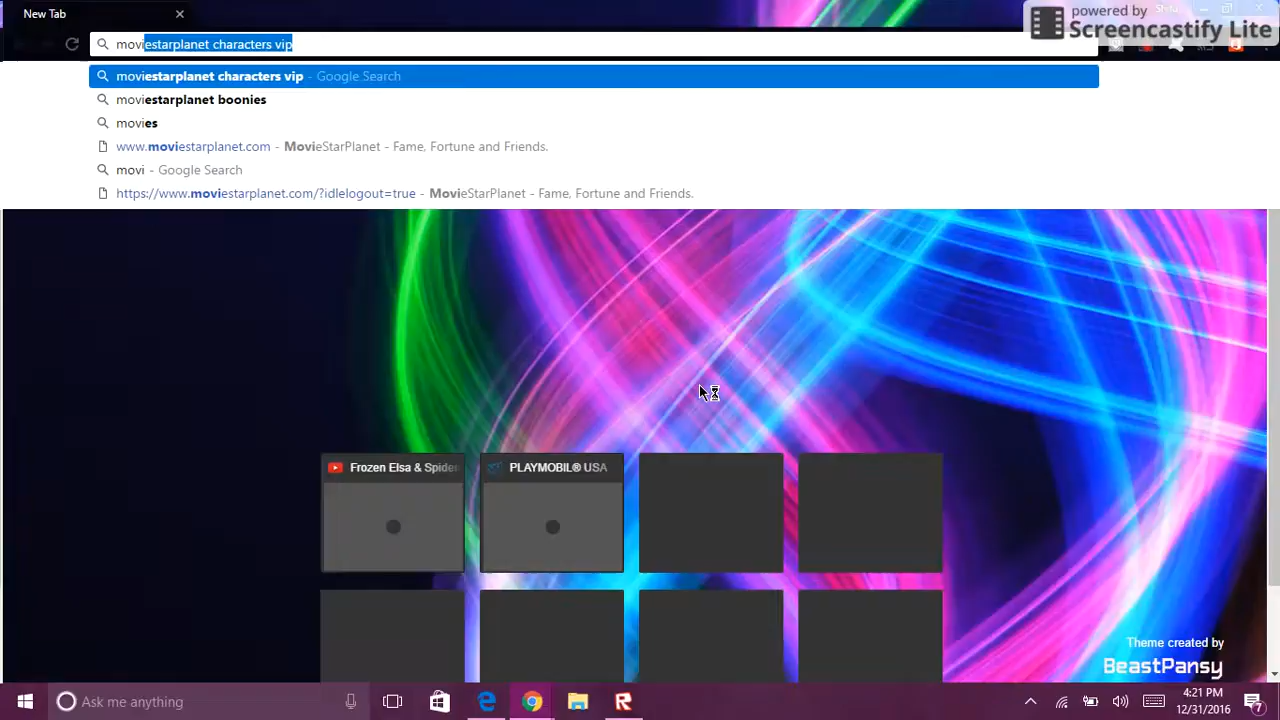 New Tab
powered by
Screencastify Lite
moviestarplanet characters vip
moviestarplanet characters vip - Google Search
moviestarplanet boonies
movies
www.moviestarplanet.com - MovieStarPlanet - Fame, Fortune and Friends.
movi - Google Search
https://www.moviestarplanet.com/?idlelogout=true - MovieStarPlanet - Fame, Fortune and Friends.
Frozen Elsa & Spider
PLAYMOBIL® USA
Theme created by
BeastPansy
Ask me anything
4:21 PM
12/31/2016
7